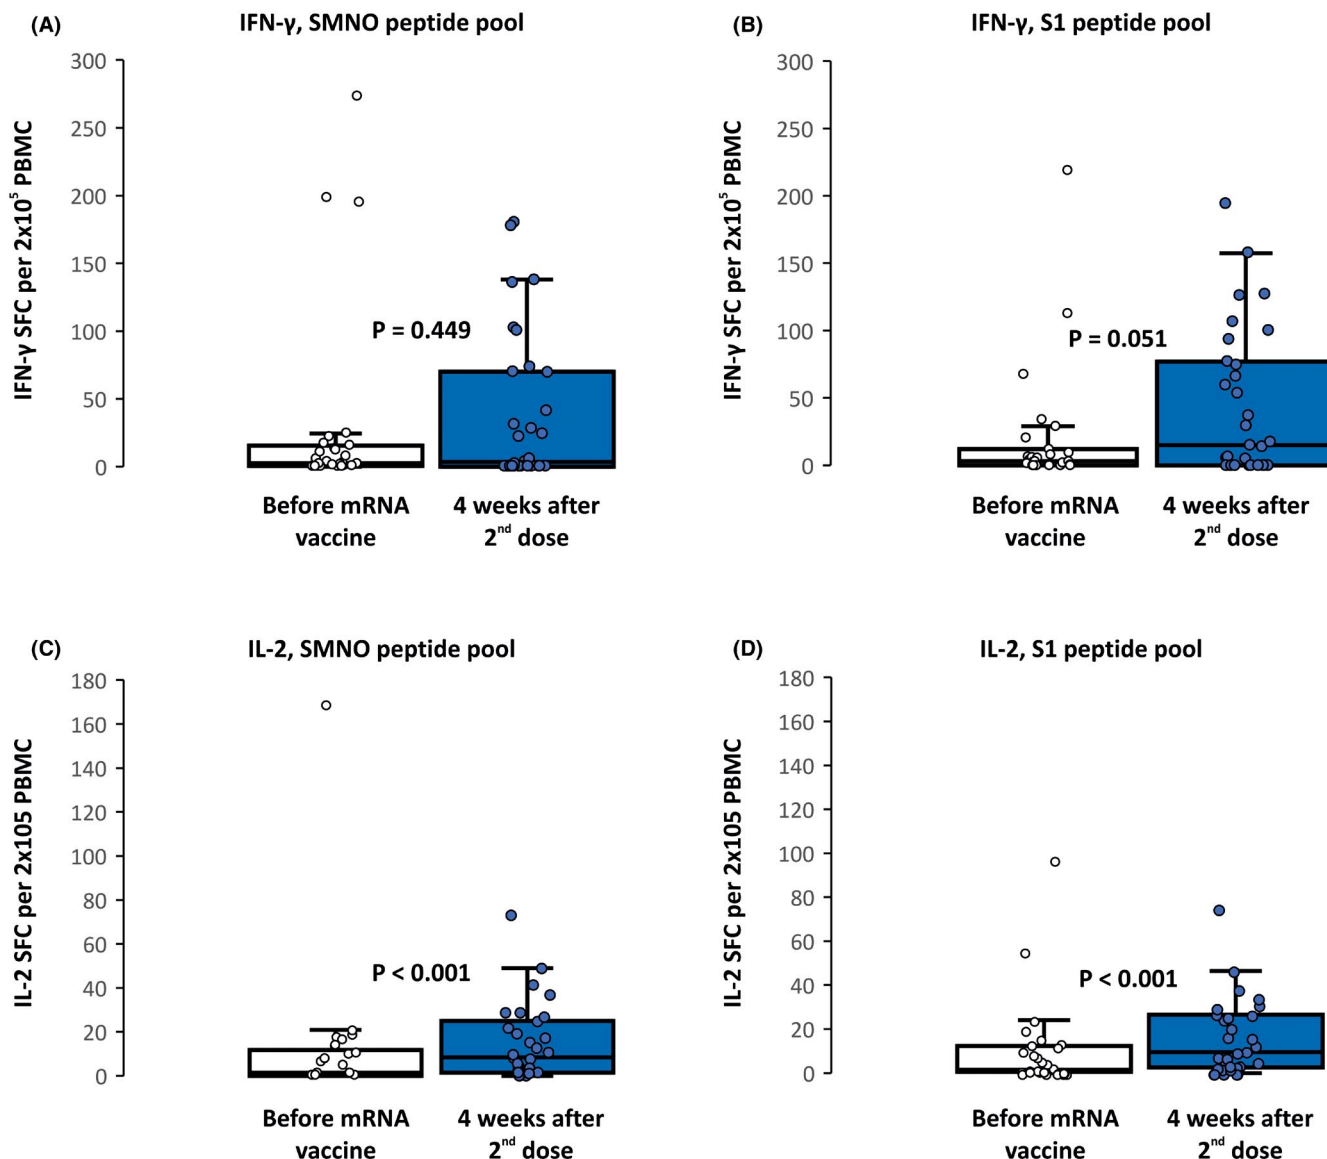 (A)
IFN-γ, SMNO peptide pool
IFN-γ SFC per 2x10⁵ PBMC
300
250
200
150
100
50
0
P = 0.449
Before mRNA
vaccine
4 weeks after
2ⁿᵈ dose
(B)
IFN-γ, S1 peptide pool
IFN-γ SFC per 2x10⁵ PBMC
300
250
200
150
100
50
0
P = 0.051
Before mRNA
vaccine
4 weeks after
2ⁿᵈ dose
(C)
IL-2, SMNO peptide pool
IL-2 SFC per 2x105 PBMC
180
160
140
120
100
80
60
40
20
0
P < 0.001
Before mRNA
vaccine
4 weeks after
2ⁿᵈ dose
(D)
IL-2, S1 peptide pool
IL-2 SFC per 2x105 PBMC
180
160
140
120
100
80
60
40
20
0
P < 0.001
Before mRNA
vaccine
4 weeks after
2ⁿᵈ dose